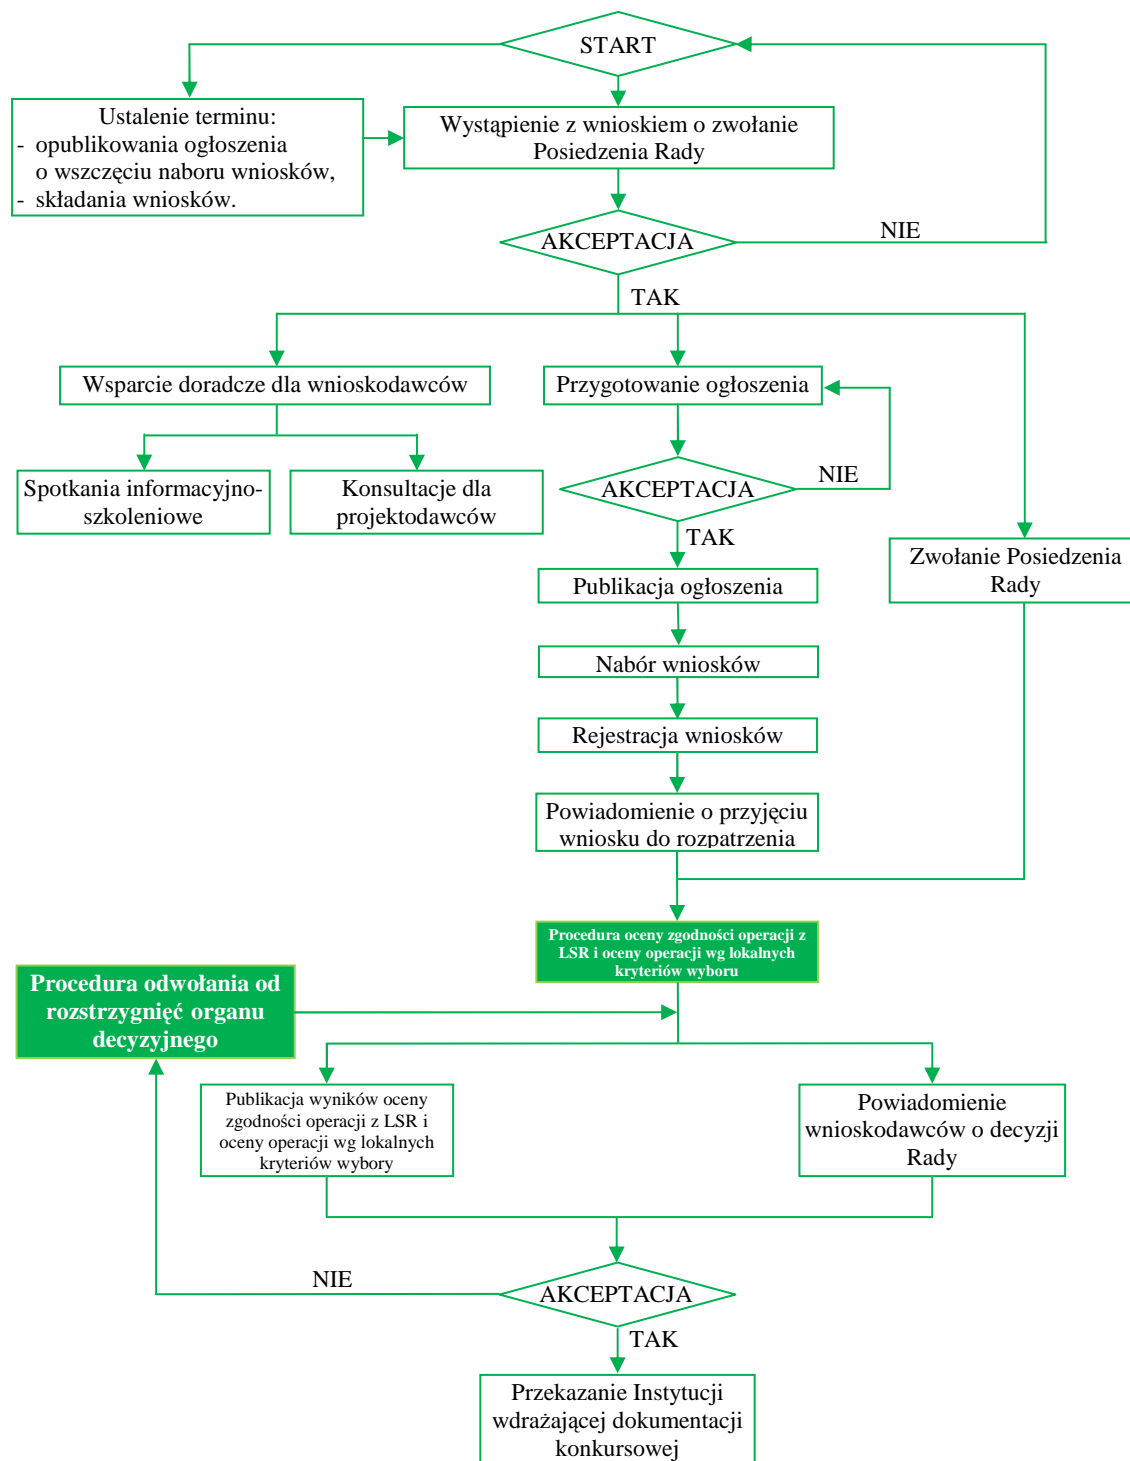 START
Ustalenie terminu:
- opublikowania ogłoszenia
o wszczęciu naboru wniosków,
- składania wniosków.
Wystąpienie z wnioskiem o zwołanie
Posiedzenia Rady
AKCEPTACJA
NIE
TAK
Wsparcie doradcze dla wnioskodawców
Przygotowanie ogłoszenia
Spotkania informacyjno-
szkoleniowe
Konsultacje dla
projektodawców
AKCEPTACJA
NIE
TAK
Zwołanie Posiedzenia
Rady
Publikacja ogłoszenia
Nabór wniosków
Rejestracja wniosków
Powiadomienie o przyjęciu
wniosku do rozpatrzenia
Procedura oceny zgodności operacji z
LSR i oceny operacji wg lokalnych
kryteriów wyboru
Procedura odwołania od
rozstrzygnięć organu
decyzyjnego
Publikacja wyników oceny
zgodności operacji z LSR i
oceny operacji wg lokalnych
kryteriów wybory
Powiadomienie
wnioskodawców o decyzji
Rady
NIE
AKCEPTACJA
TAK
Przekazanie Instytucji
wdrażającej dokumentacji
konkursowej